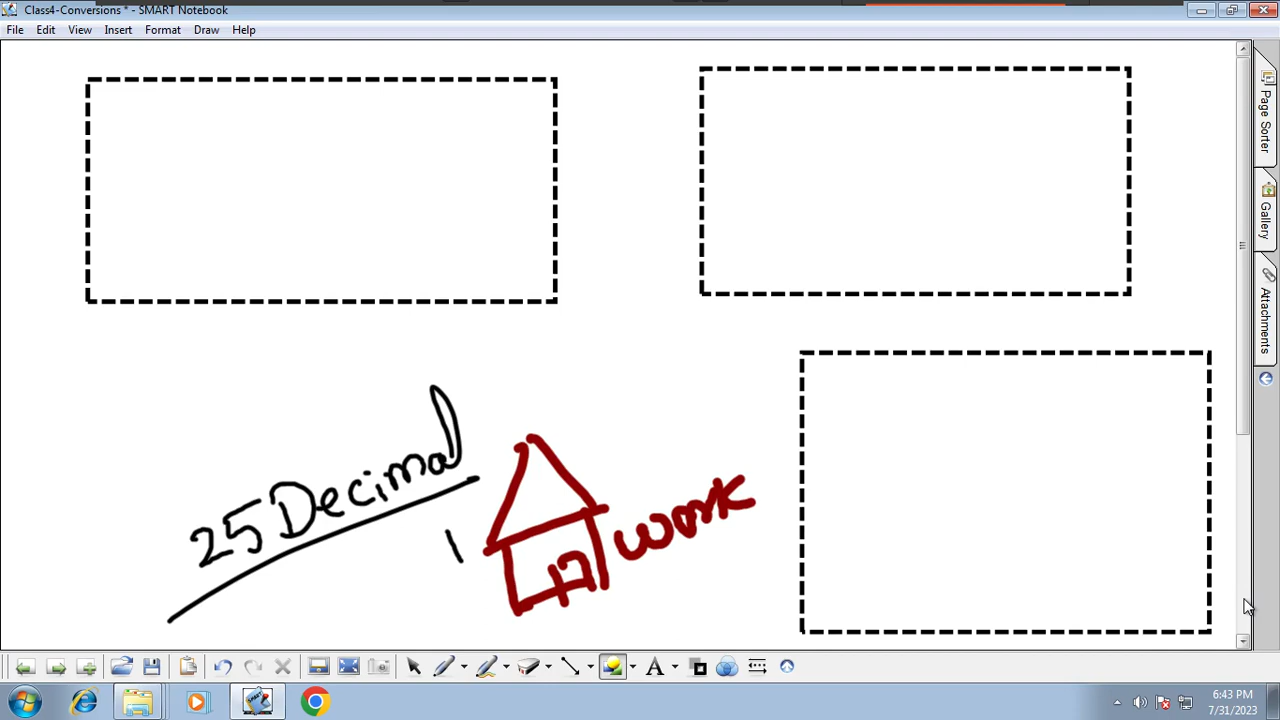 Class4-Conversions * - SMART Notebook
File Edit View Insert Format Draw Help
Page Sorter
Gallery
Attachments
25 Decimal
work
A
6:43 PM
7/31/2023